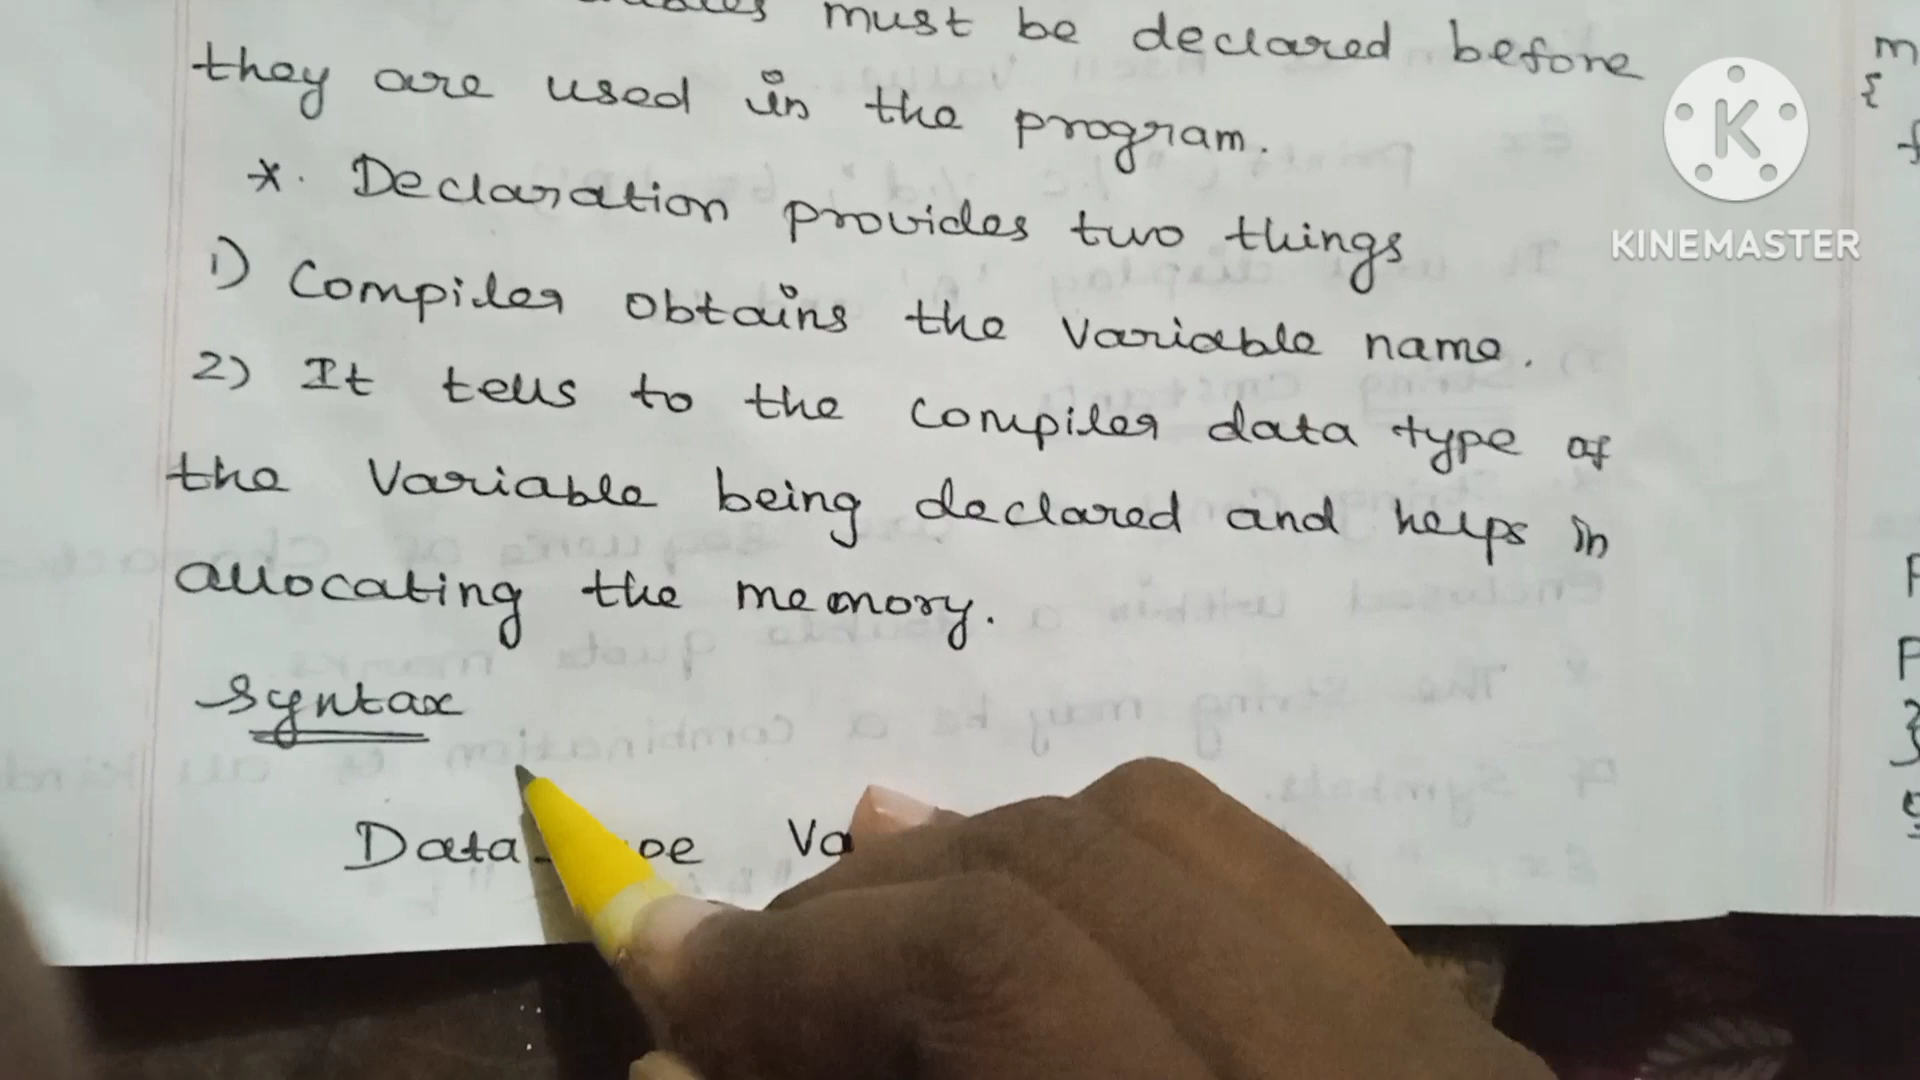 must be declared before
they are used in the program.
*. Declaration provides two things
1) Compiler obtains the variable name.
2) It tells to the compiler data type of
the variable being declared and helps in
allocating the memory.
Syntax
Data
KINEMASTER
m
{